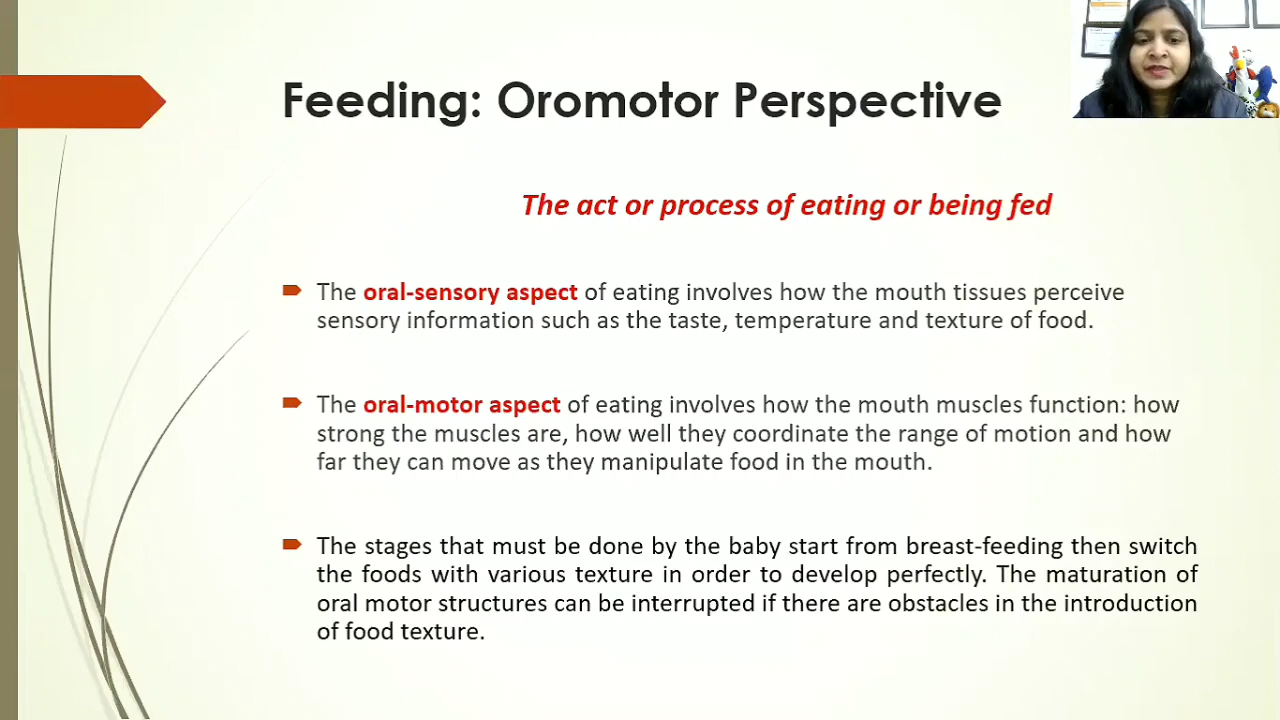 Feeding: Oromotor Perspective
The act or process of eating or being fed
The oral-sensory aspect of eating involves how the mouth tissues perceive
sensory information such as the taste, temperature and texture of food.
The oral-motor aspect of eating involves how the mouth muscles function: how
strong the muscles are, how well they coordinate the range of motion and how
far they can move as they manipulate food in the mouth.
The stages that must be done by the baby start from breast-feeding then switch
the foods with various texture in order to develop perfectly. The maturation of
oral motor structures can be interrupted if there are obstacles in the introduction
of food texture.